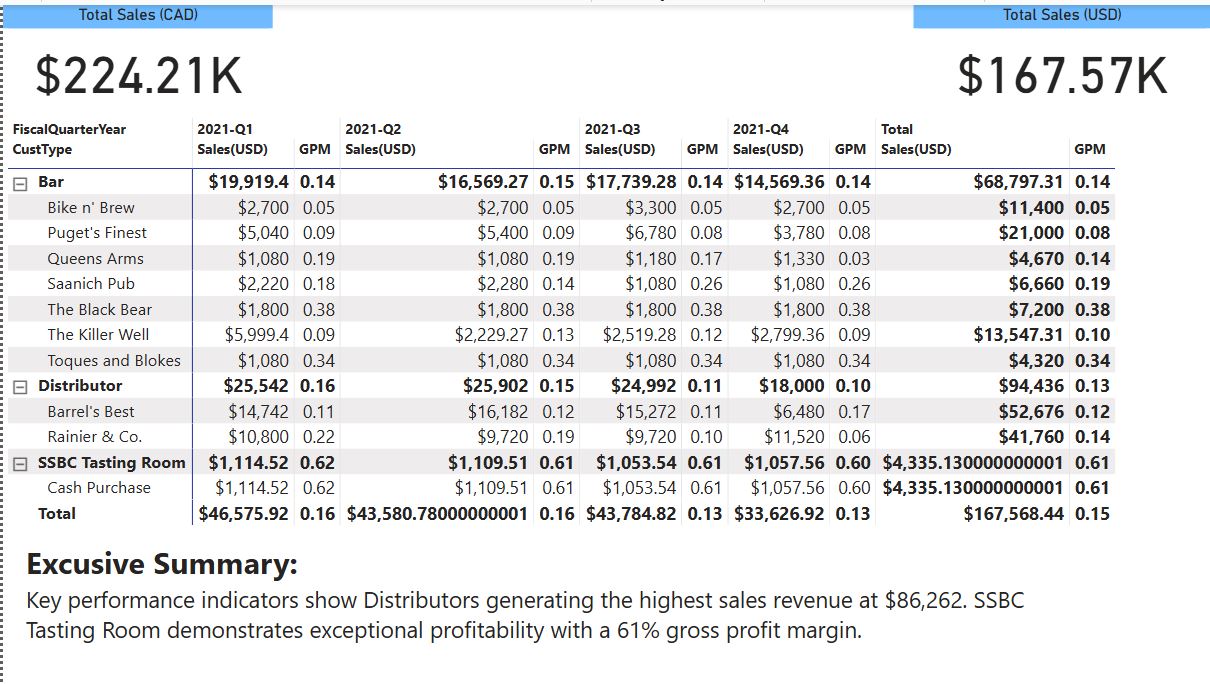 Total Sales (CAD) Total Sales (USD)
$224.21K $167.57K
FiscalQuarterYear 2021-Q1 2021-Q2 2021-Q3 2021-Q4 Total
CustType Sales(USD) GPM Sales(USD) GPM Sales(USD) GPM Sales(USD) GPM Sales(USD) GPM
Bar $19,919.4 0.14 $16,569.27 0.15 $17,739.28 0.14 $14,569.36 0.14 $68,797.31 0.14
Bike n' Brew $2,700 0.05 $2,700 0.05 $3,300 0.05 $2,700 0.05 $11,400 0.05
Puget's Finest $5,040 0.09 $5,400 0.09 $6,780 0.08 $3,780 0.08 $21,000 0.08
Queens Arms $1,080 0.19 $1,080 0.19 $1,180 0.17 $1,330 0.03 $4,670 0.14
Saanich Pub $2,220 0.18 $2,280 0.14 $1,080 0.26 $1,080 0.26 $6,660 0.19
The Black Bear $1,800 0.38 $1,800 0.38 $1,800 0.38 $1,800 0.38 $7,200 0.38
The Killer Well $5,999.4 0.09 $2,229.27 0.13 $2,519.28 0.12 $2,799.36 0.09 $13,547.31 0.10
Toques and Blokes $1,080 0.34 $1,080 0.34 $1,080 0.34 $1,080 0.34 $4,320 0.34
Distributor $25,542 0.16 $25,902 0.15 $24,992 0.11 $18,000 0.10 $94,436 0.13
Barrel's Best $14,742 0.11 $16,182 0.12 $15,272 0.11 $6,480 0.17 $52,676 0.12
Rainier & Co. $10,800 0.22 $9,720 0.19 $9,720 0.10 $11,520 0.06 $41,760 0.14
SSBC Tasting Room $1,114.52 0.62 $1,109.51 0.61 $1,053.54 0.61 $1,057.56 0.60 $4,335.130000000001 0.61
Cash Purchase $1,114.52 0.62 $1,109.51 0.61 $1,053.54 0.61 $1,057.56 0.60 $4,335.130000000001 0.61
Total $46,575.92 0.16 $43,580.78000000001 0.16 $43,784.82 0.13 $33,626.92 0.13 $167,568.44 0.15
Excusive Summary:
Key performance indicators show Distributors generating the highest sales revenue at $86,262. SSBC
Tasting Room demonstrates exceptional profitability with a 61% gross profit margin.